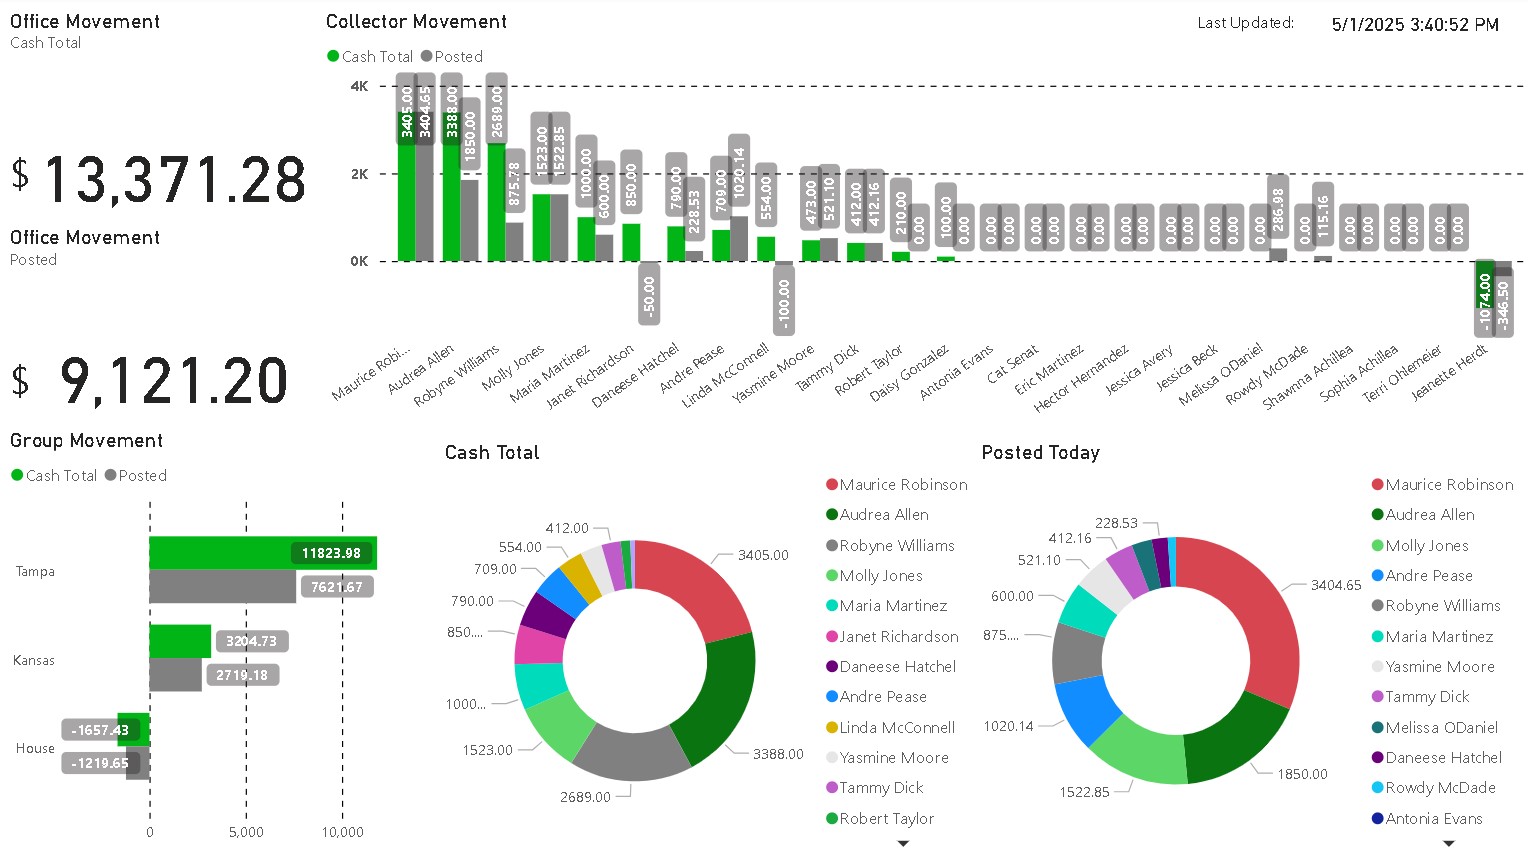 Office Movement
Cash Total
$ 13,371.28
Office Movement
Posted
$ 9,121.20
Collector Movement
Last Updated: 5/1/2025 3:40:52 PM
Cash Total Posted
4K
2K
0K
3405.00 3404.65 3388.00 1850.00 2689.00 875.78 1523.00 1522.85 1000.00 600.00 850.00 -50.00 790.00 228.53 709.00 1020.14 554.00 -100.00 473.00 521.10 412.00 412.16 210.00 0.00 100.00 0.00 0.00 0.00 0.00 0.00 0.00 0.00 0.00 0.00 0.00 0.00 0.00 0.00 0.00 286.98 0.00 115.16 0.00 0.00 0.00 0.00 0.00 0.00 -1074.00 -346.50
Maurice Robi...
Audrea Allen
Robyne Williams
Molly Jones
Maria Martinez
Janet Richardson
Daneese Hatchel
Andre Pease
Linda McConnell
Yasmine Moore
Tammy Dick
Robert Taylor
Daisy Gonzalez
Antonia Evans
Cat Senat
Eric Martinez
Hector Hernandez
Jessica Avery
Jessica Beck
Melissa ODaniel
Rowdy McDade
Shawnna Achillea
Sophia Achillea
Terri Ohlemeier
Jeanette Herdt
Group Movement
Cash Total Posted
Tampa
11823.98
7621.67
Kansas
3204.73
2719.18
House
-1657.43
-1219.65
0 5,000 10,000
Cash Total
3405.00
3388.00
2689.00
1523.00
1000...
850....
790.00
709.00
554.00
412.00
Maurice Robinson
Audrea Allen
Robyne Williams
Molly Jones
Maria Martinez
Janet Richardson
Daneese Hatchel
Andre Pease
Linda McConnell
Yasmine Moore
Tammy Dick
Robert Taylor
Posted Today
3404.65
1850.00
1522.85
1020.14
875....
600.00
521.10
412.16
228.53
Maurice Robinson
Audrea Allen
Molly Jones
Andre Pease
Robyne Williams
Maria Martinez
Yasmine Moore
Tammy Dick
Melissa ODaniel
Daneese Hatchel
Rowdy McDade
Antonia Evans